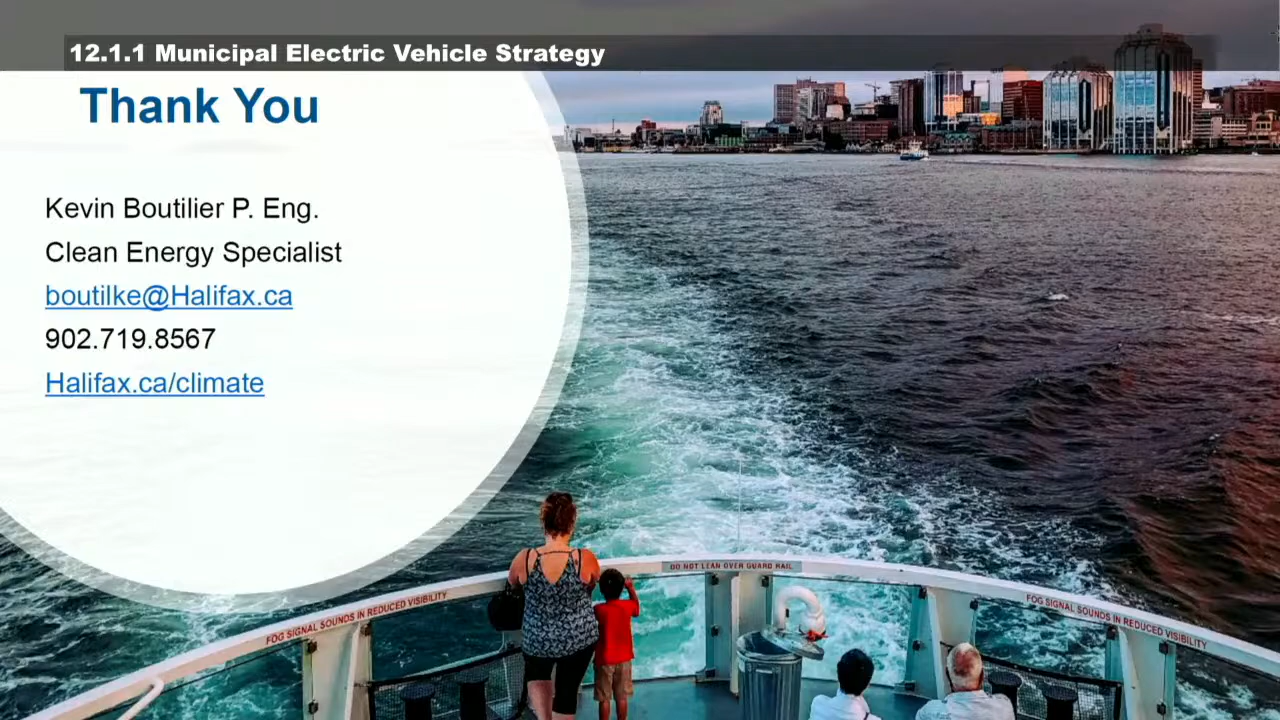 12.1.1 Municipal Electric Vehicle Strategy
Thank You
Kevin Boutilier P. Eng.
Clean Energy Specialist
boutilke@Halifax.ca
902.719.8567
Halifax.ca/climate
DO NOT LEAN OVER GUARD RAIL
FOG SIGNAL SOUNDS IN REDUCED VISIBILITY
FOG SIGNAL SOUNDS IN REDUCED VISIBILITY